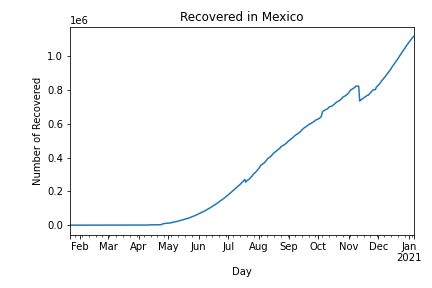 Recovered in Mexico
1e6
1.0
0.8
0.6
0.4
0.2
0.0
Number of Recovered
Feb Mar Apr May Jun Jul Aug Sep Oct Nov Dec Jan
2021
Day